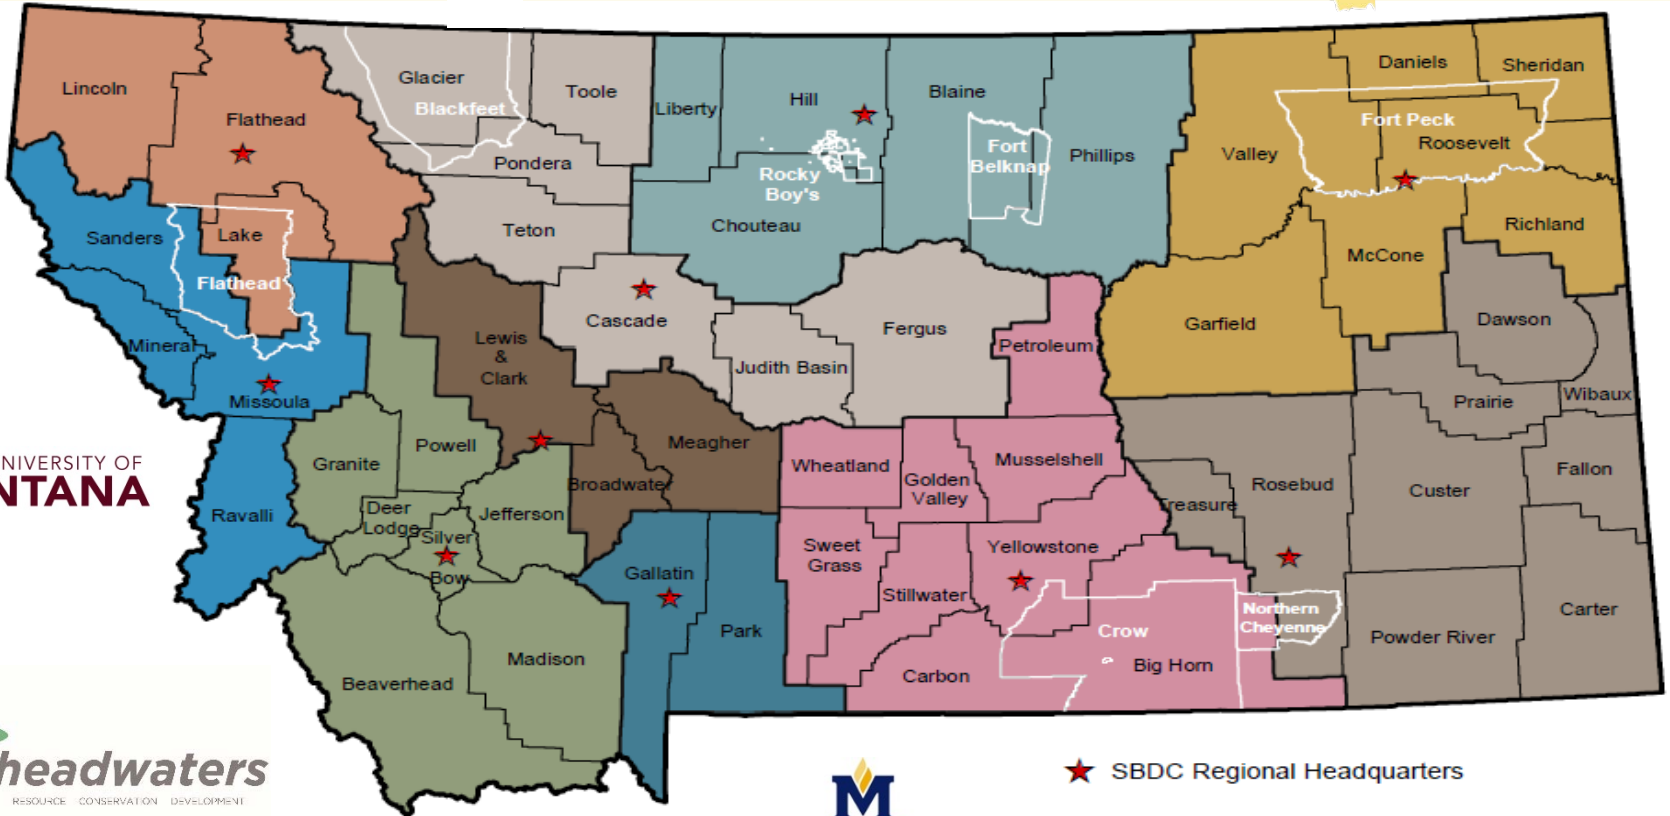 Lincoln
Flathead
Glacier
Blackfeet
Toole
Pondera
Teton
Liberty
Hill
Rocky
Boy's
Chouteau
Blaine
Fort
Belknap
Phillips
Valley
Daniels
Sheridan
Fort Peck
Roosevelt
Richland
McCone
Garfield
Dawson
Wibaux
Prairie
Sanders
Lake
Flathead
Mineral
Missoula
Ravalli
Lewis
&
Clark
Cascade
Judith Basin
Fergus
Petroleum
Meagher
Broadwater
Granite
Powell
Deer
Lodge
Silver
Bow
Jefferson
Beaverhead
Madison
Gallatin
Park
Wheatland
Golden
Valley
Musselshell
Sweet
Grass
Stillwater
Yellowstone
Carbon
Crow
Big Horn
Treasure
Rosebud
Northern
Cheyenne
Custer
Fallon
Powder River
Carter
NIVERSITY OF
NTANA
headwaters
RESOURCE CONSERVATION DEVELOPMENT
M
SBDC Regional Headquarters